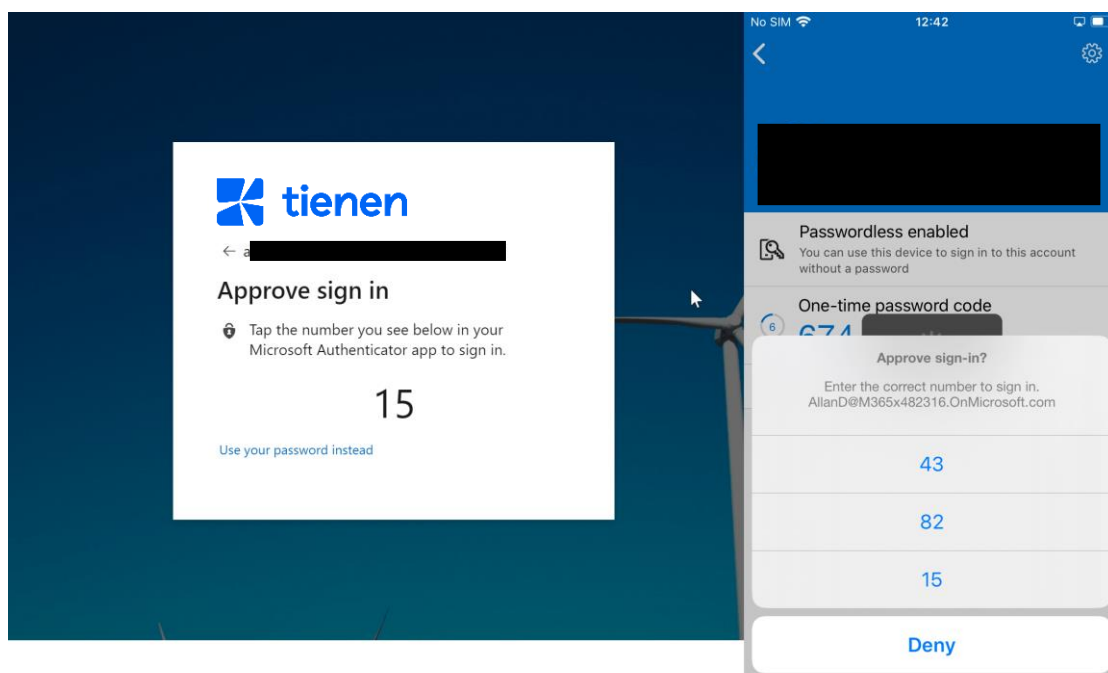 tienen
← a
Approve sign in
Tap the number you see below in your
Microsoft Authenticator app to sign in.
15
Use your password instead
No SIM
12:42
Passwordless enabled
You can use this device to sign in to this account
without a password
One-time password code
6
674
Approve sign-in?
Enter the correct number to sign in.
AllanD@M365x482316.OnMicrosoft.com
43
82
15
Deny